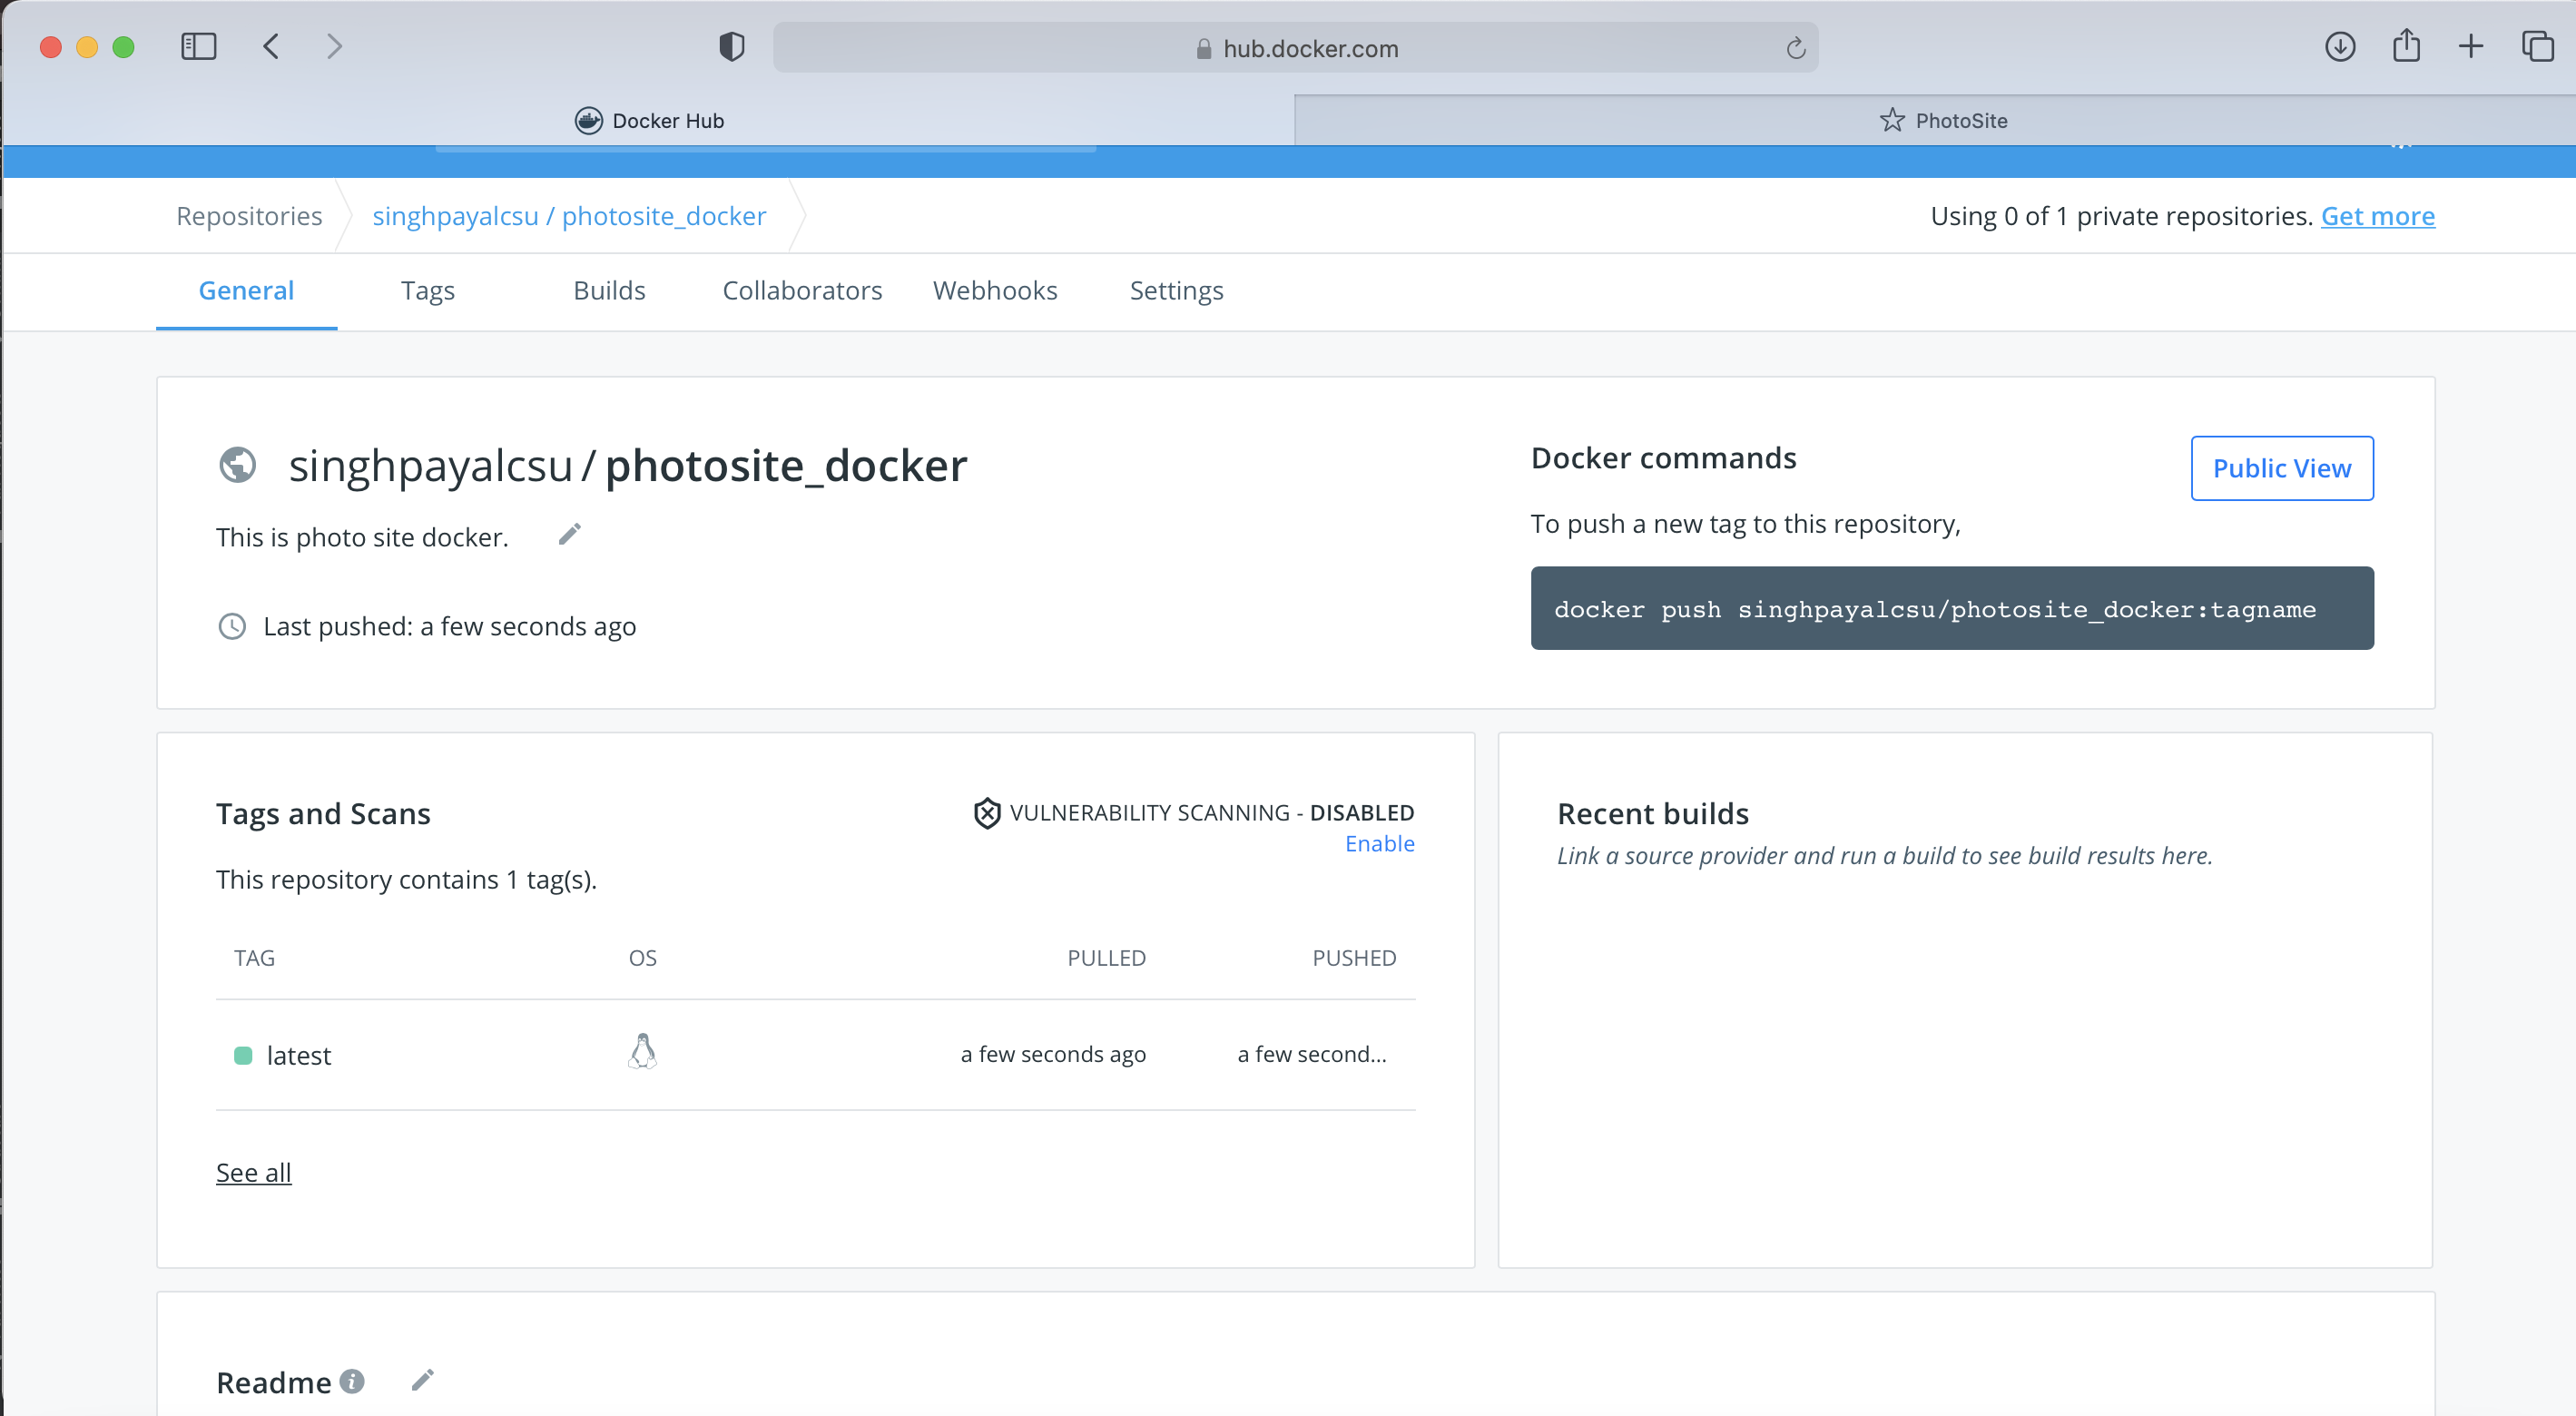 hub.docker.com
Docker Hub
PhotoSite
Repositories
singhpayalcsu / photosite_docker
Using 0 of 1 private repositories. Get more
General
Tags
Builds
Collaborators
Webhooks
Settings
singhpayalcsu / photosite_docker
This is photo site docker.
Last pushed: a few seconds ago
Docker commands
Public View
To push a new tag to this repository,
docker push singhpayalcsu/photosite_docker:tagname
Tags and Scans
VULNERABILITY SCANNING - DISABLED
Enable
This repository contains 1 tag(s).
TAG OS PULLED PUSHED
latest a few seconds ago a few second...
See all
Recent builds
Link a source provider and run a build to see build results here.
Readme